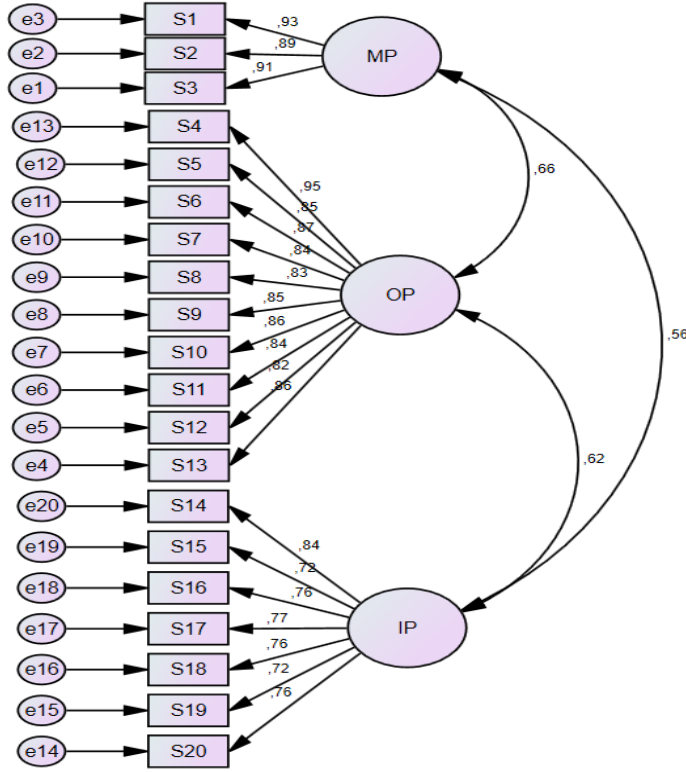 e3 S1 ,93
e2 S2 ,89 MP
e1 S3 ,91
e13 S4
e12 S5 ,66
e11 S6 ,95
,85
e10 S7 ,87
,84
e9 S8 ,83
OP
e8 S9 ,85
,86
e7 S10 ,84 ,56
e6 S11 ,82
,86
e5 S12
e4 S13 ,62
e20 S14
e19 S15 ,84
,72
e18 S16 ,76
e17 S17 ,77 IP
e16 S18 ,76
,72
e15 S19 ,76
e14 S20